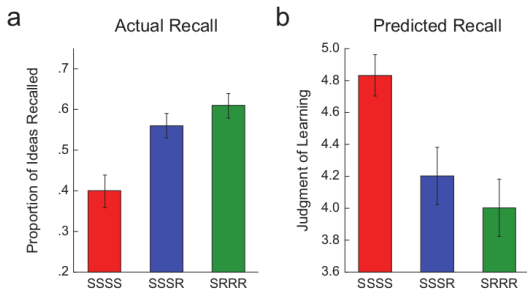 a
Actual Recall
Proportion of Ideas Recalled
.7
.6
.5
.4
.3
.2
SSSS SSSR SRRR
b
Predicted Recall
Judgment of Learning
5.0
4.8
4.6
4.4
4.2
4.0
3.8
3.6
SSSS SSSR SRRR